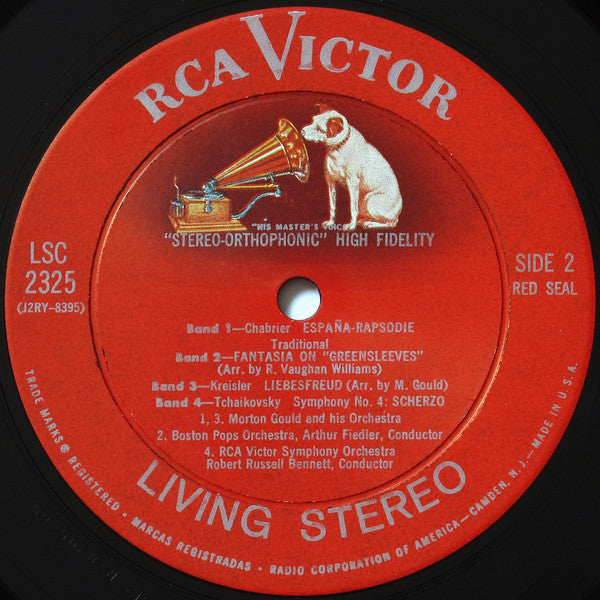 RCA VICTOR
"HIS MASTER'S VOICE"
"STEREO-ORTHOPHONIC" HIGH FIDELITY
LSC
2325
(J2RY-8395)
SIDE 2
RED SEAL
Band 1—Chabrier ESPAÑA-RAPSODIE
Traditional
Band 2—FANTASIA ON "GREENSLEEVES"
(Arr. by R. Vaughan Williams)
Band 3—Kreisler LIEBESFREUD (Arr. by M. Gould)
Band 4—Tchaikovsky Symphony No. 4: SCHERZO
1, 3. Morton Gould and his Orchestra
2. Boston Pops Orchestra, Arthur Fiedler, Conductor
4. RCA Victor Symphony Orchestra
Robert Russell Bennett, Conductor
LIVING STEREO
TRADE MARKS ® REGISTERED • MARCAS REGISTRADAS • RADIO CORPORATION OF AMERICA—CAMDEN, N. J.—MADE IN U.S.A.